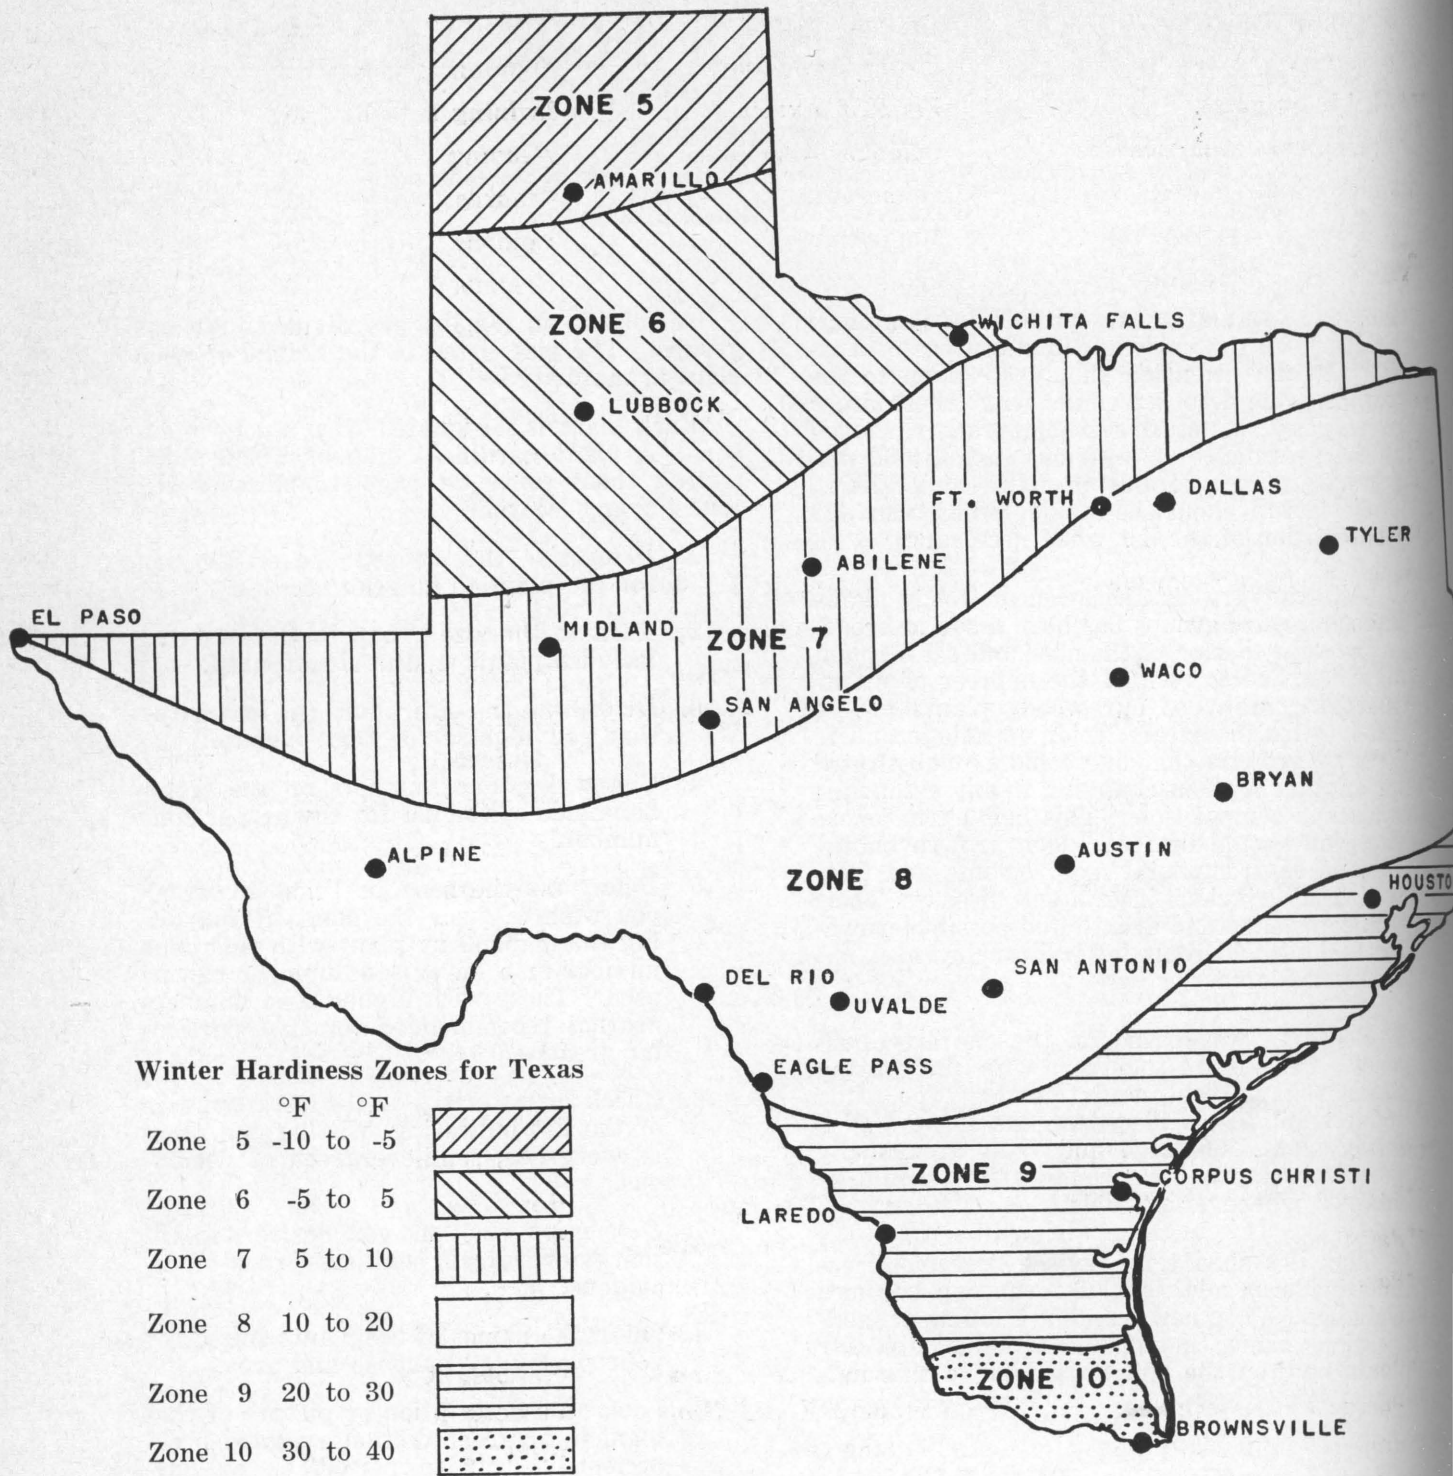 ZONE 5
AMARILLO
ZONE 6
WICHITA FALLS
LUBBOCK
FT. WORTH
DALLAS
TYLER
ABILENE
EL PASO
MIDLAND
ZONE 7
WACO
SAN ANGELO
BRYAN
ALPINE
AUSTIN
ZONE 8
HOUSTO
SAN ANTONIO
DEL RIO
UVALDE
EAGLE PASS
ZONE 9
CORPUS CHRISTI
LAREDO
ZONE 10
BROWNSVILLE
Winter Hardiness Zones for Texas
°F °F
Zone 5 -10 to -5
Zone 6 -5 to 5
Zone 7 5 to 10
Zone 8 10 to 20
Zone 9 20 to 30
Zone 10 30 to 40